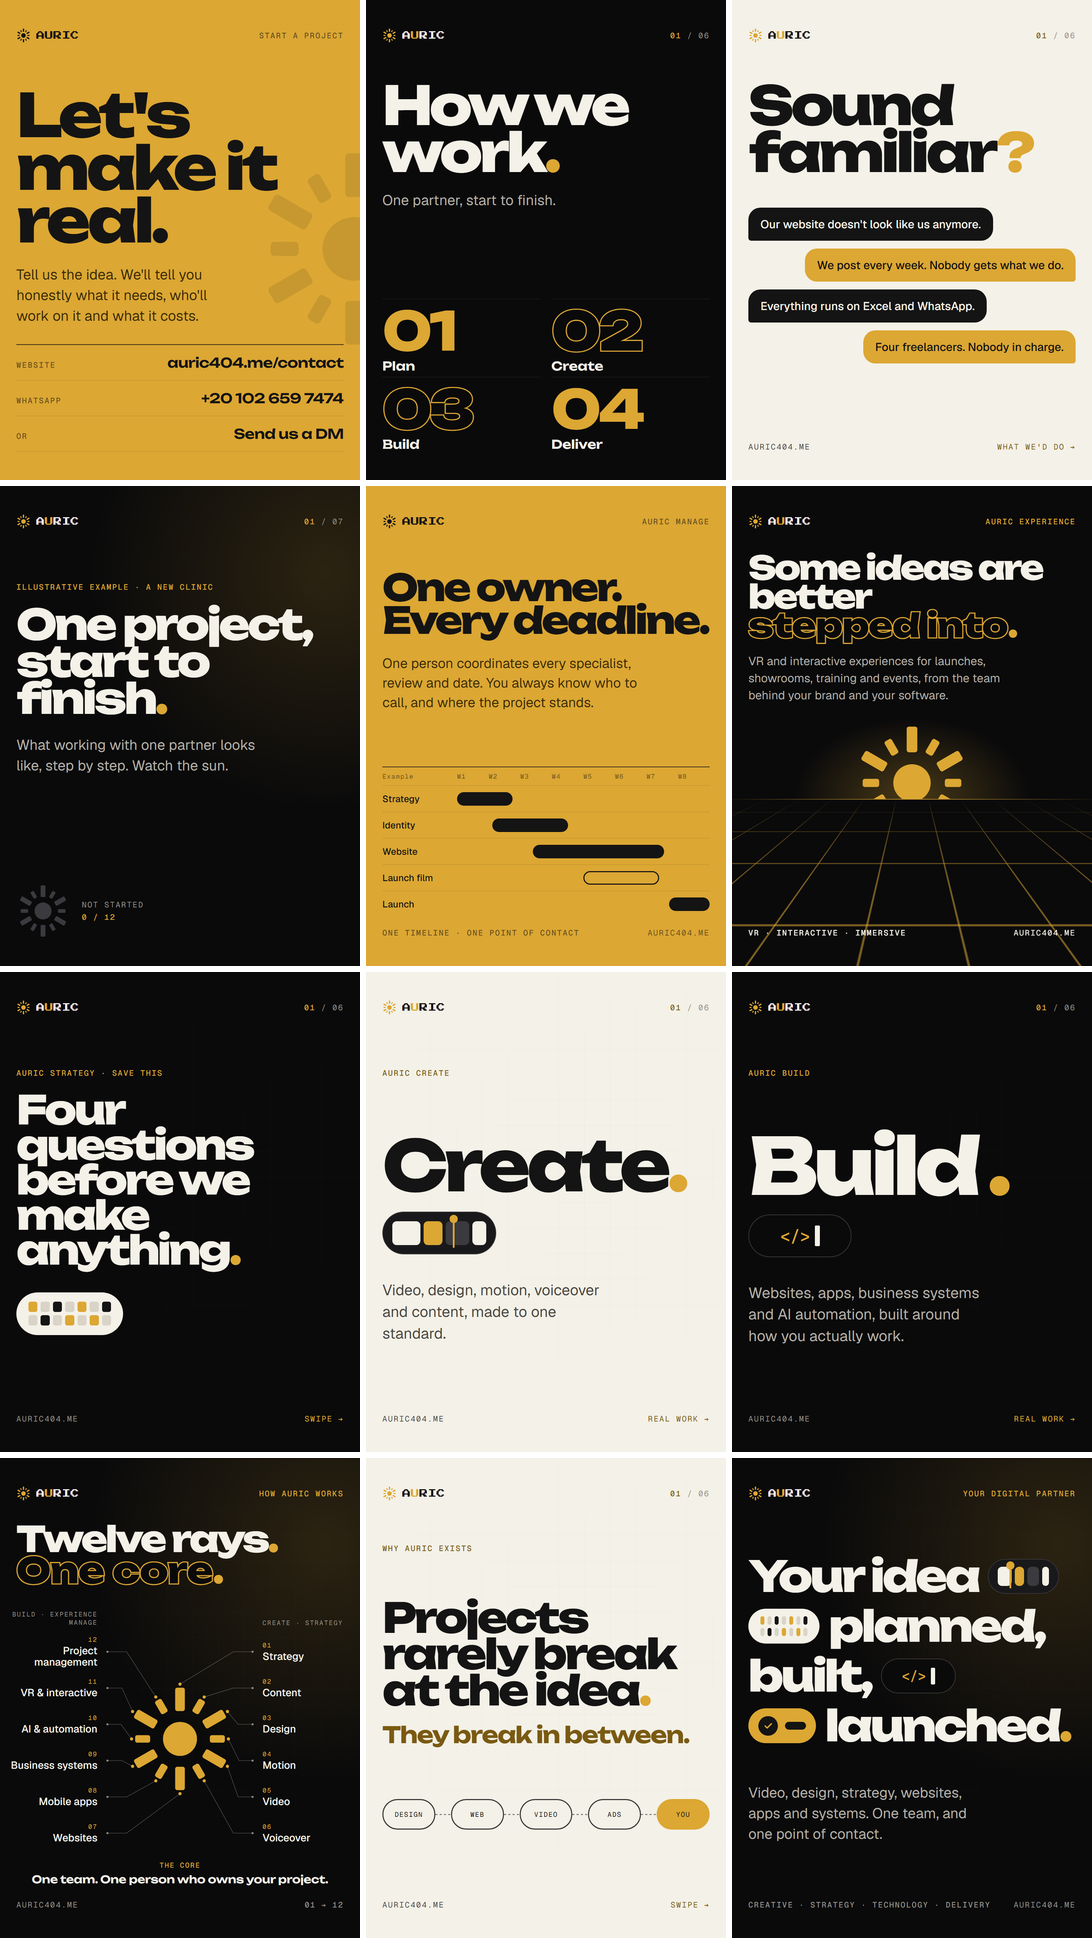 AURIC
START A PROJECT
Let's
make it
real.
Tell us the idea. We'll tell you
honestly what it needs, who'll
work on it and what it costs.
WEBSITE
auric404.me/contact
WHATSAPP
+20 102 659 7474
OR
Send us a DM
AURIC
01 / 06
How we
work.
One partner, start to finish.
01
Plan
02
Create
03
Build
04
Deliver
AURIC
01 / 06
Sound
familiar?
Our website doesn't look like us anymore.
We post every week. Nobody gets what we do.
Everything runs on Excel and WhatsApp.
Four freelancers. Nobody in charge.
AURIC404.ME
WHAT WE'D DO →
AURIC
01 / 07
ILLUSTRATIVE EXAMPLE · A NEW CLINIC
One project,
start to
finish.
What working with one partner looks
like, step by step. Watch the sun.
NOT STARTED
0 / 12
AURIC
AURIC MANAGE
One owner.
Every deadline.
One person coordinates every specialist,
review and date. You always know who to
call, and where the project stands.
Example W1 W2 W3 W4 W5 W6 W7 W8
Strategy
Identity
Website
Launch film
Launch
ONE TIMELINE · ONE POINT OF CONTACT
AURIC404.ME
AURIC
AURIC EXPERIENCE
Some ideas are
better
stepped into.
VR and interactive experiences for launches,
showrooms, training and events, from the team
behind your brand and your software.
VR · INTERACTIVE · IMMERSIVE
AURIC404.ME
AURIC
01 / 06
AURIC STRATEGY · SAVE THIS
Four
questions
before we
make
anything.
AURIC404.ME
SWIPE →
AURIC
01 / 06
AURIC CREATE
Create.
Video, design, motion, voiceover
and content, made to one
standard.
AURIC404.ME
REAL WORK →
AURIC
01 / 06
AURIC BUILD
Build.
</>
Websites, apps, business systems
and AI automation, built around
how you actually work.
AURIC404.ME
REAL WORK →
AURIC
HOW AURIC WORKS
Twelve rays.
One core.
BUILD · EXPERIENCE
MANAGE
CREATE · STRATEGY
12
Project
management
11
VR & interactive
10
AI & automation
09
Business systems
08
Mobile apps
07
Websites
01
Strategy
02
Content
03
Design
04
Motion
05
Video
06
Voiceover
THE CORE
One team. One person who owns your project.
AURIC404.ME
01 → 12
AURIC
01 / 06
WHY AURIC EXISTS
Projects
rarely break
at the idea.
They break in between.
DESIGN
WEB
VIDEO
ADS
YOU
AURIC404.ME
SWIPE →
AURIC
YOUR DIGITAL PARTNER
Your idea
planned,
built, </>
launched.
Video, design, strategy, websites,
apps and systems. One team, and
one point of contact.
CREATIVE · STRATEGY · TECHNOLOGY · DELIVERY
AURIC404.ME